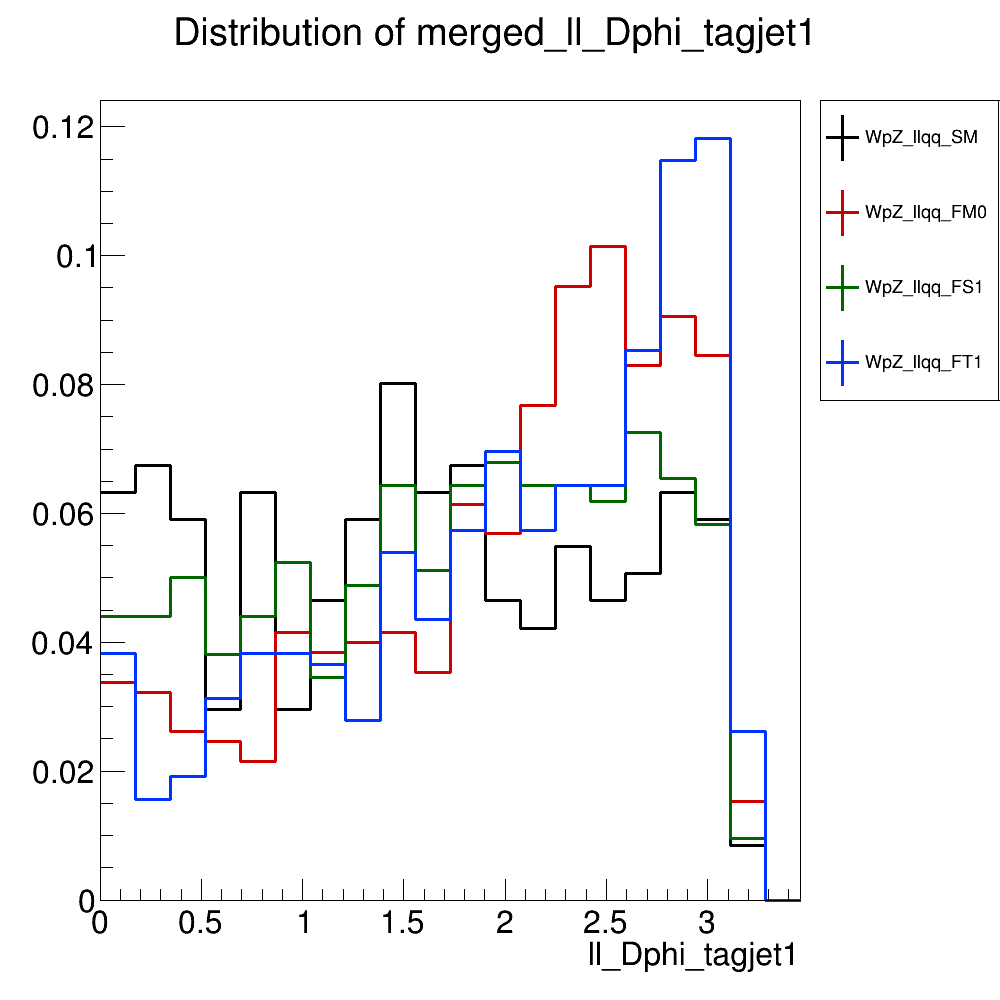 Distribution of merged_ll_Dphi_tagjet1
0.12
0.1
0.08
0.06
0.04
0.02
0
0 0.5 1 1.5 2 2.5 3
ll_Dphi_tagjet1
WpZ_llqq_SM
WpZ_llqq_FM0
WpZ_llqq_FS1
WpZ_llqq_FT1